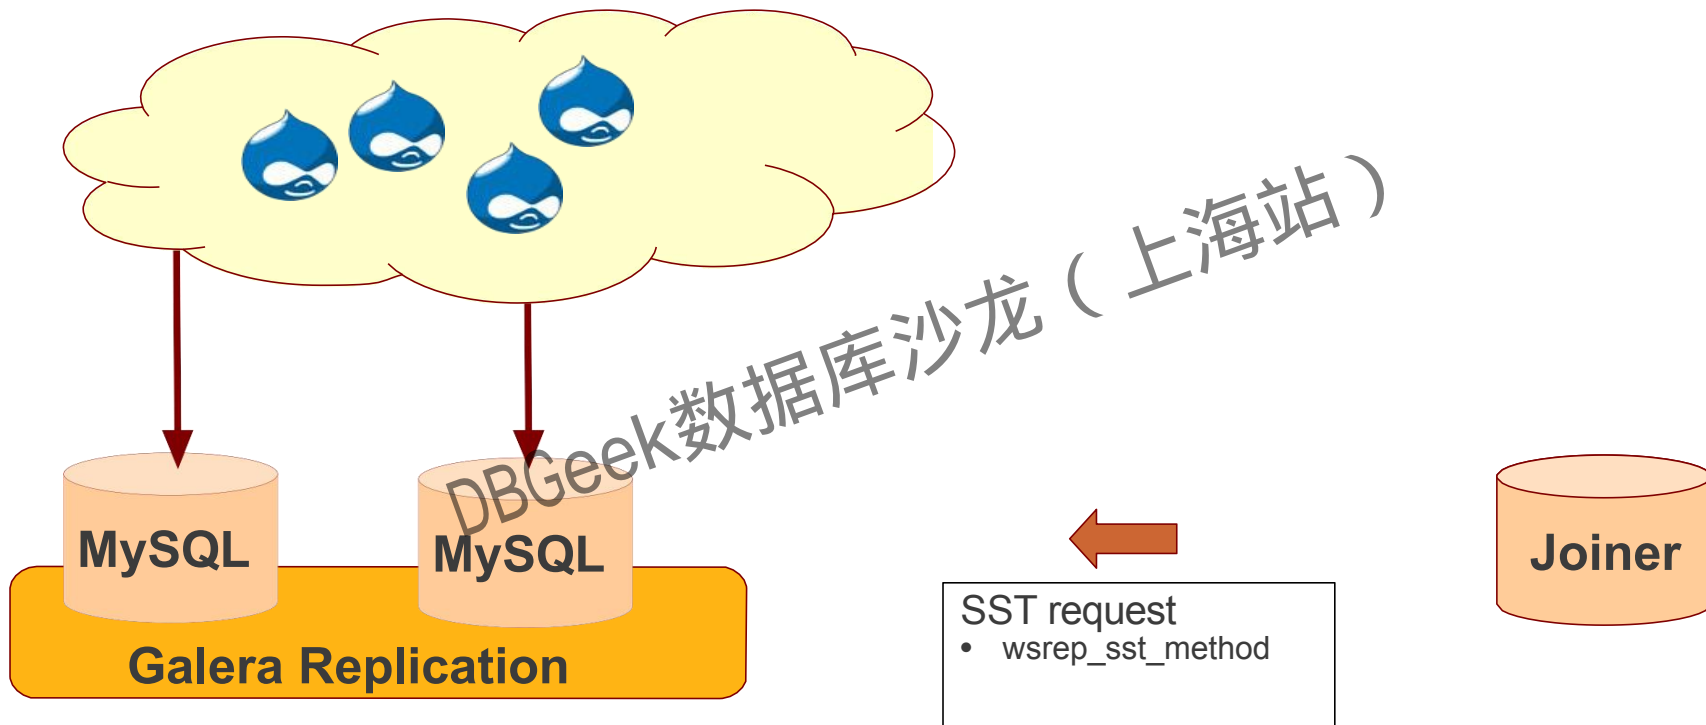 DBGeek数据库沙龙（上海站）
MySQL
MySQL
Joiner
Galera Replication
SST request
• wsrep_sst_method